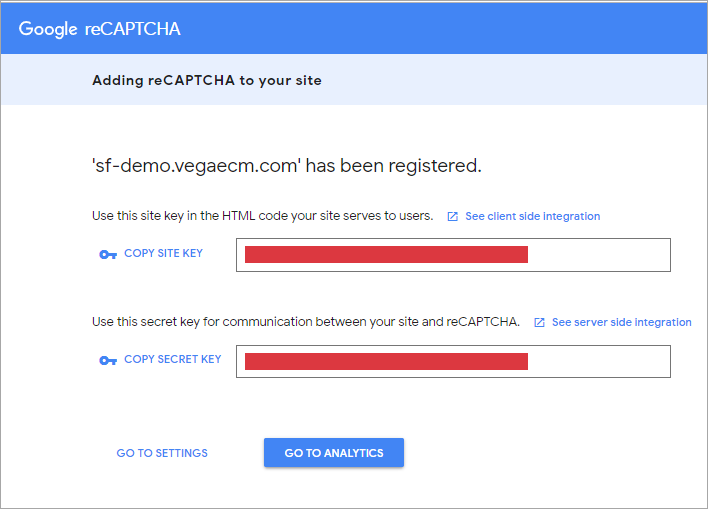 Google reCAPTCHA
Adding reCAPTCHA to your site
'sf-demo.vegaecm.com' has been registered.
Use this site key in the HTML code your site serves to users. See client side integration
COPY SITE KEY
Use this secret key for communication between your site and reCAPTCHA. See server side integration
COPY SECRET KEY
GO TO SETTINGS GO TO ANALYTICS